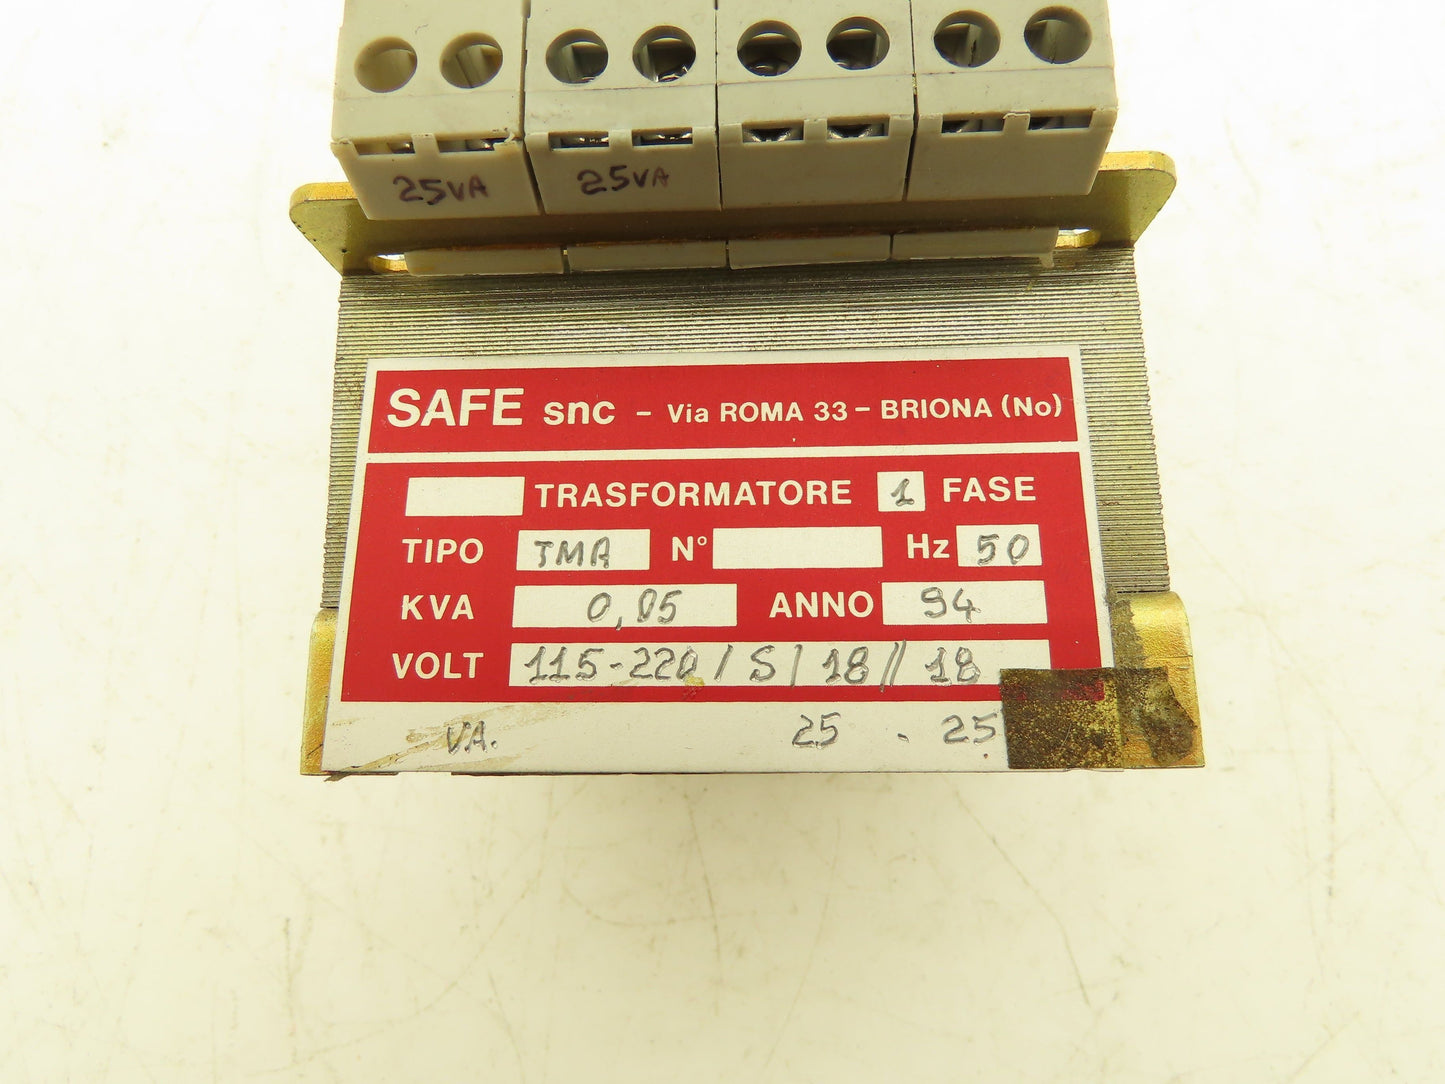 25VA 25VA
SAFE snc - Via ROMA 33 - BRIONA (No)
TRASFORMATORE 1 FASE
TIPO TMA N° Hz 50
KVA 0,05 ANNO 94
VOLT 115-220 / S / 18 // 18
VA. 25 . 25